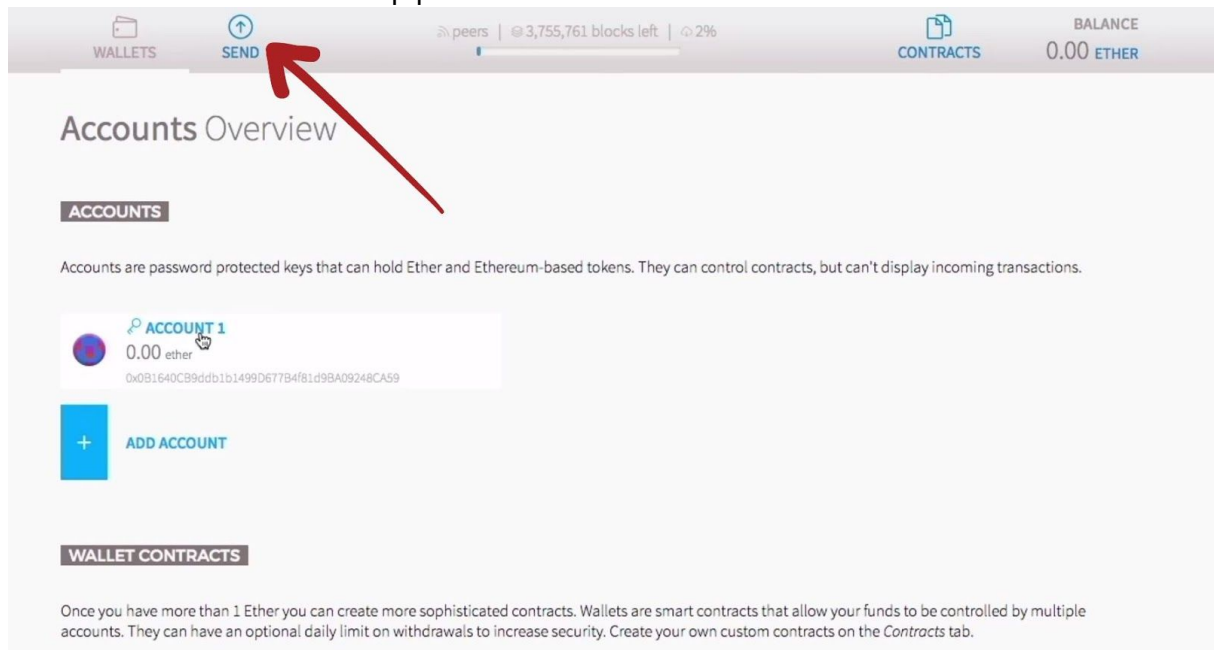 WALLETS SEND peers | 3,755,761 blocks left | 2% CONTRACTS BALANCE
0.00 ETHER
Accounts Overview
ACCOUNTS
Accounts are password protected keys that can hold Ether and Ethereum-based tokens. They can control contracts, but can't display incoming transactions.
ACCOUNT 1
0.00 ether
0x0B1640CB9ddb1b1499D677B4f81d9BA09248CA59
+ ADD ACCOUNT
WALLET CONTRACTS
Once you have more than 1 Ether you can create more sophisticated contracts. Wallets are smart contracts that allow your funds to be controlled by multiple
accounts. They can have an optional daily limit on withdrawals to increase security. Create your own custom contracts on the Contracts tab.